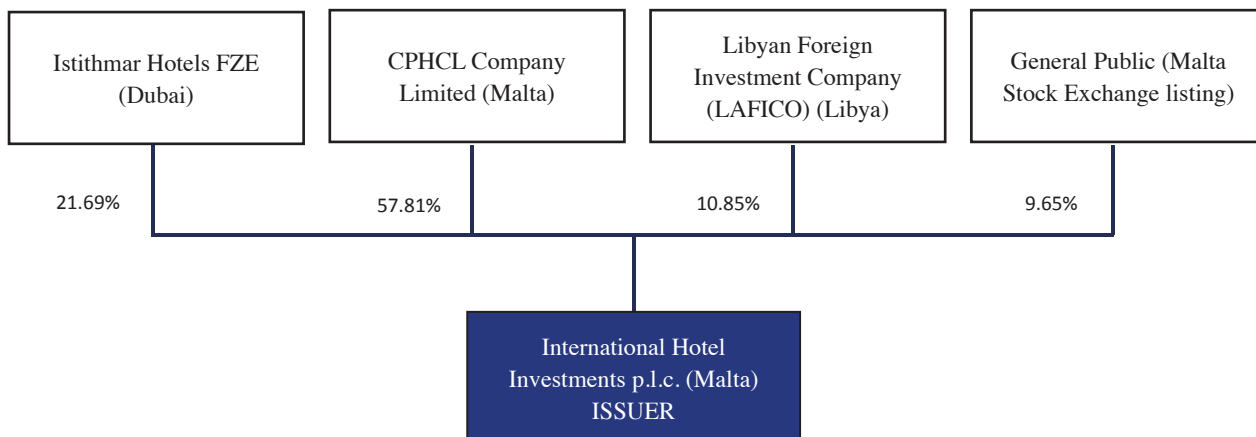 Istithmar Hotels FZE
(Dubai)
CPHCL Company
Limited (Malta)
Libyan Foreign
Investment Company
(LAFICO) (Libya)
General Public (Malta
Stock Exchange listing)
21.69%
57.81%
10.85%
9.65%
International Hotel
Investments p.l.c. (Malta)
ISSUER